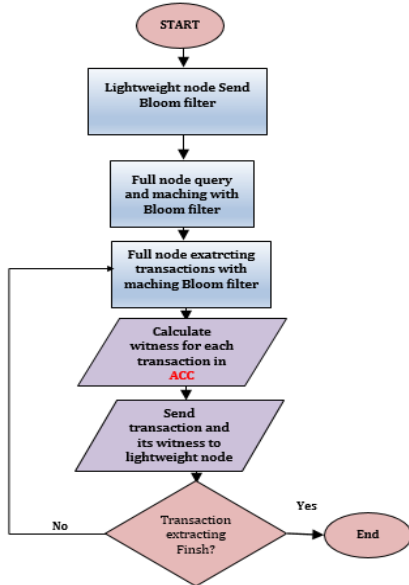 START
Lightweight node Send
Bloom filter
Full node query
and maching with
Bloom filter
Full node exatrcting
transactions with
maching Bloom filter
Calculate
witness for each
transaction in
ACC
Send
transaction and
its witness to
lightweight node
Transaction
extracting
Finsh?
No
Yes
End